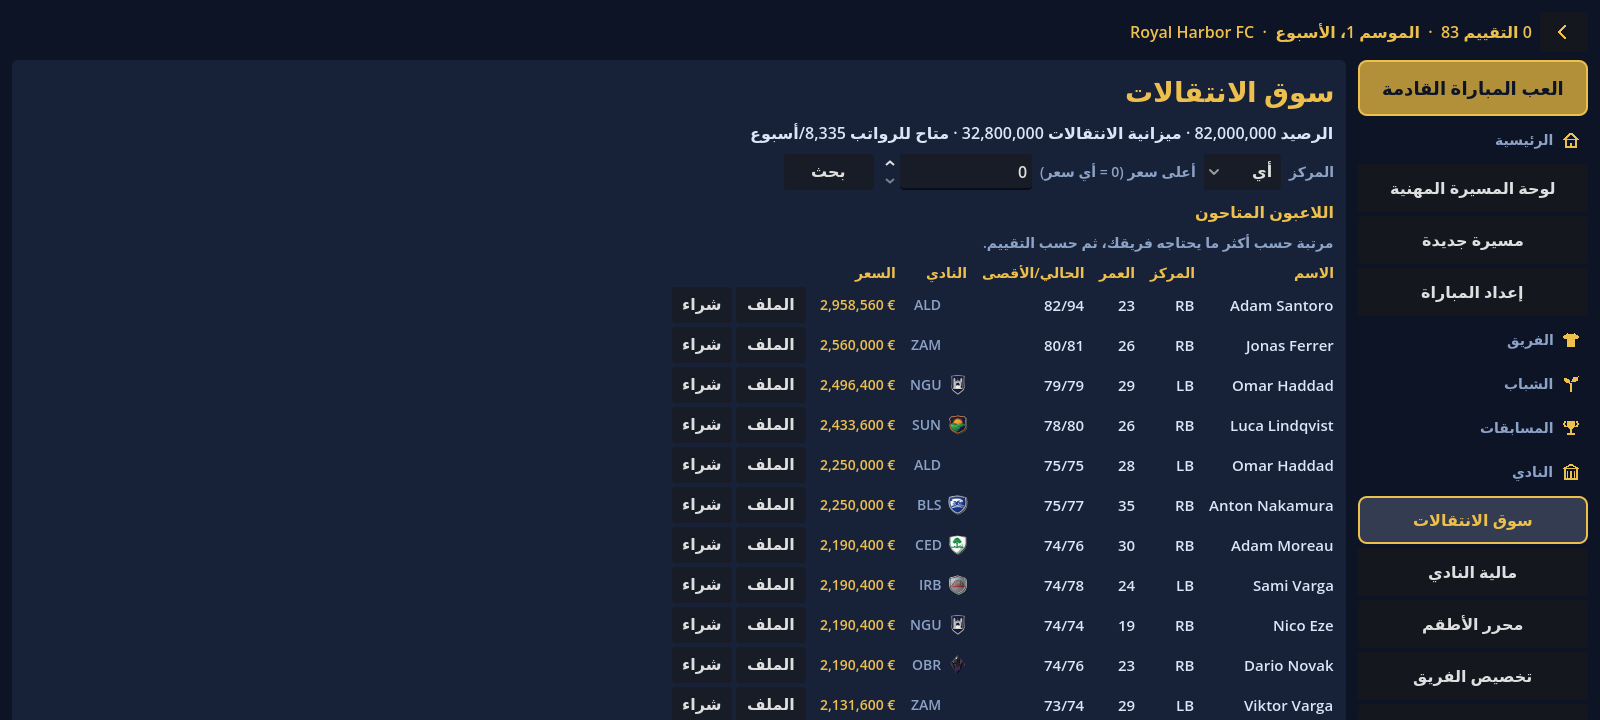 0 التقييم 83 · الموسم 1، الأسبوع · Royal Harbor FC
العب المباراة القادمة
الرئيسية
لوحة المسيرة المهنية
مسيرة جديدة
إعداد المباراة
الفريق
الشباب
المسابقات
النادي
سوق الانتقالات
مالية النادي
محرر الأطقم
تخصيص الفريق
سوق الانتقالات
الرصيد 82,000,000 · ميزانية الانتقالات 32,800,000 · متاح للرواتب 8,335/أسبوع
المركز أي أعلى سعر (0 = أي سعر) 0 بحث
اللاعبون المتاحون
مرتبة حسب أكثر ما يحتاجه فريقك، ثم حسب التقييم.
الاسم المركز العمر الحالي/الأقصى النادي السعر
Adam Santoro RB 23 82/94 ALD 2,958,560 € الملف شراء
Jonas Ferrer RB 26 80/81 ZAM 2,560,000 € الملف شراء
Omar Haddad LB 29 79/79 NGU 2,496,400 € الملف شراء
Luca Lindqvist RB 26 78/80 SUN 2,433,600 € الملف شراء
Omar Haddad LB 28 75/75 ALD 2,250,000 € الملف شراء
Anton Nakamura RB 35 75/77 BLS 2,250,000 € الملف شراء
Adam Moreau RB 30 74/76 CED 2,190,400 € الملف شراء
Sami Varga LB 24 74/78 IRB 2,190,400 € الملف شراء
Nico Eze RB 19 74/74 NGU 2,190,400 € الملف شراء
Dario Novak RB 23 74/76 OBR 2,190,400 € الملف شراء
Viktor Varga LB 29 73/74 ZAM 2,131,600 € الملف شراء